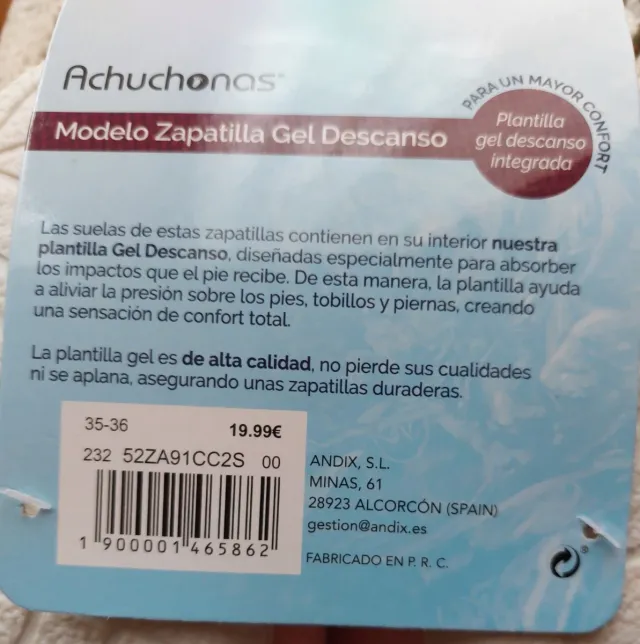 Achuchonas
PARA UN MAYOR CONFORT
Modelo Zapatilla Gel Descanso
Plantilla
gel descanso
integrada
Las suelas de estas zapatillas contienen en su interior nuestra
plantilla Gel Descanso, diseñadas especialmente para absorber
los impactos que el pie recibe. De esta manera, la plantilla ayuda
a aliviar la presión sobre los pies, tobillos y piernas, creando
una sensación de confort total.
La plantilla gel es de alta calidad, no pierde sus cualidades
ni se aplana, asegurando unas zapatillas duraderas.
35-36
19.99€
232 52ZA91CC2S 00
1 900001 465862
ANDIX, S.L.
MINAS, 61
28923 ALCORCÓN (SPAIN)
gestion@andix.es
FABRICADO EN P. R. C.